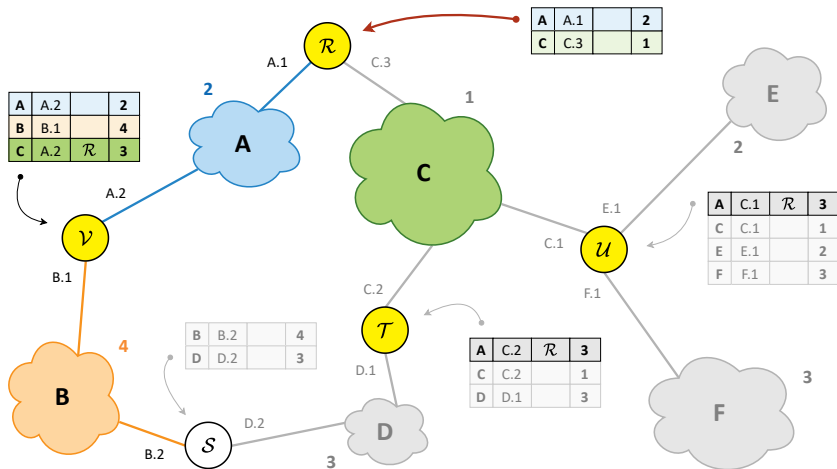 A A.1 2
C C.3 1
R
A.1
C.3
2
1
E
A A.2 2
B B.1 4
C A.2 R 3
A
C
2
A.2
E.1
A C.1 R 3
C C.1 1
E E.1 2
F F.1 3
V
C.1
U
B.1
F.1
C.2
B B.2 4
D D.2 3
T
4
A C.2 R 3
C C.2 1
D D.1 3
D.1
3
B
F
D.2
D
S
B.2
3